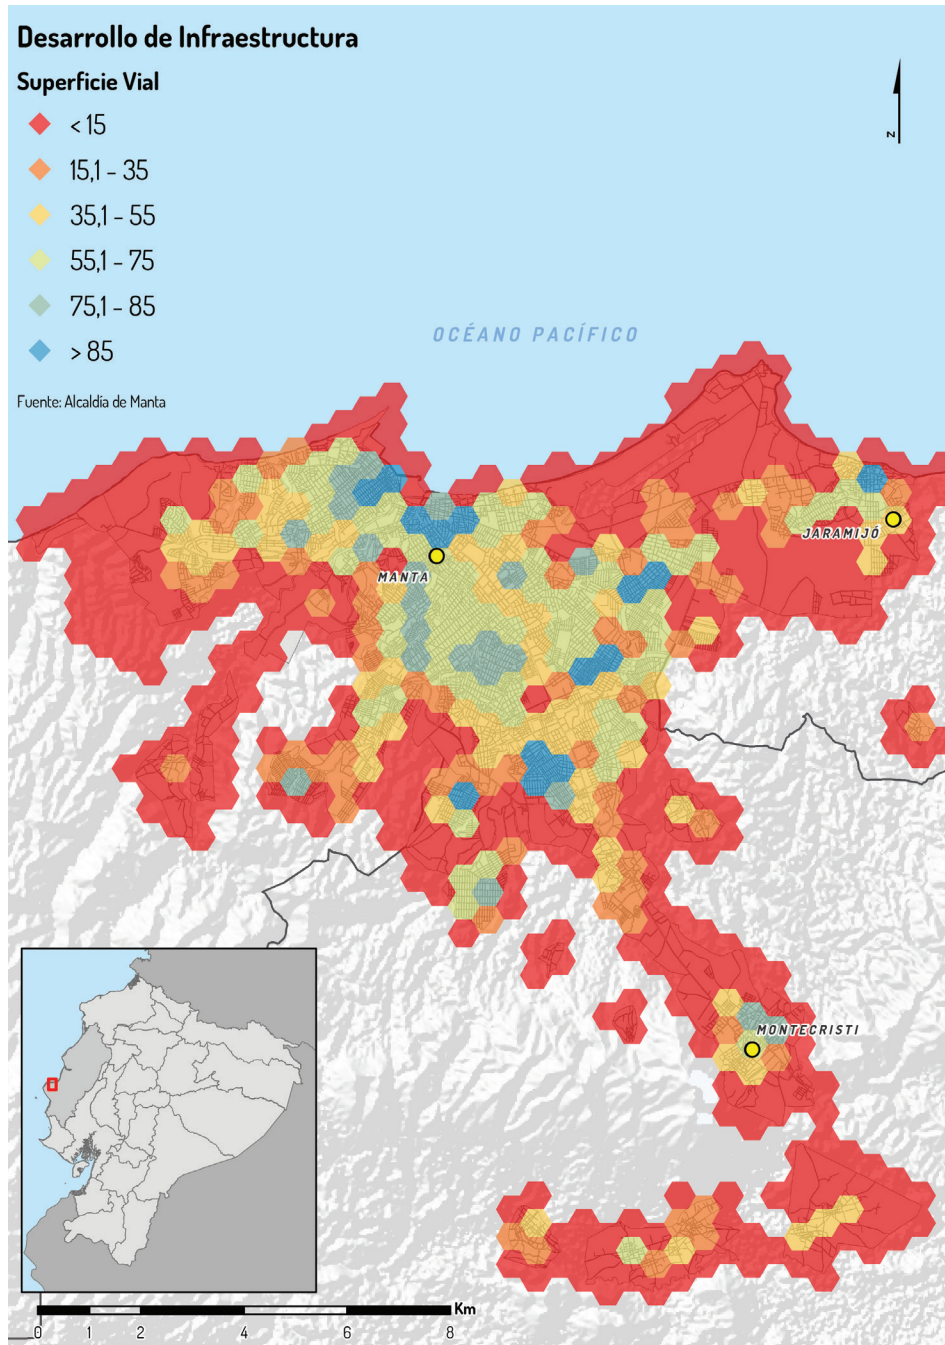 Desarrollo de Infraestructura
Superficie Vial
< 15
15,1 - 35
35,1 - 55
55,1 - 75
75,1 - 85
> 85
Fuente: Alcaldía de Manta
N
OCÉANO PACÍFICO
JARAMIJÓ
MANTA
MONTECRISTI
Km
0 1 2 4 6 8